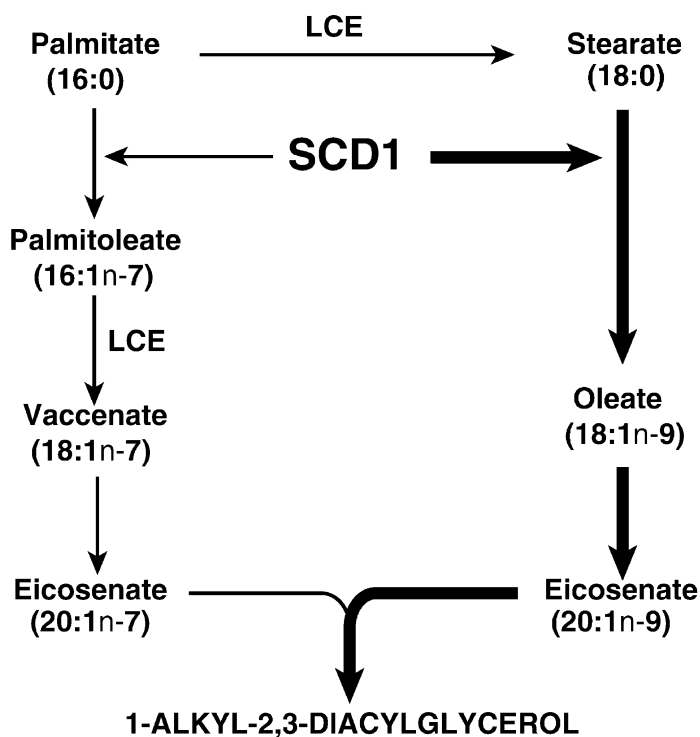 LCE
Palmitate
(16:0)
Stearate
(18:0)
SCD1
Palmitoleate
(16:1n-7)
LCE
Vaccenate
(18:1n-7)
Oleate
(18:1n-9)
Eicosenate
(20:1n-7)
Eicosenate
(20:1n-9)
1-ALKYL-2,3-DIACYLGLYCEROL